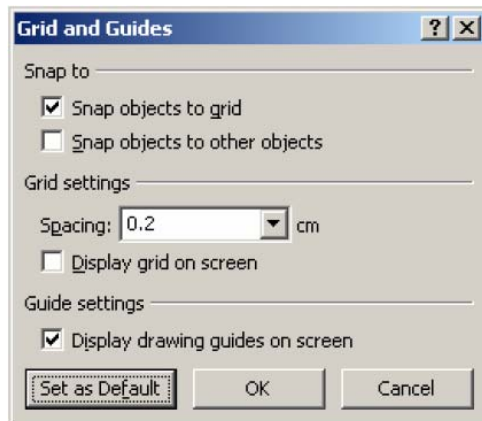 Grid and Guides
Snap to
Snap objects to grid
Snap objects to other objects
Grid settings
Spacing: 0.2 cm
Display grid on screen
Guide settings
Display drawing guides on screen
Set as Default OK Cancel